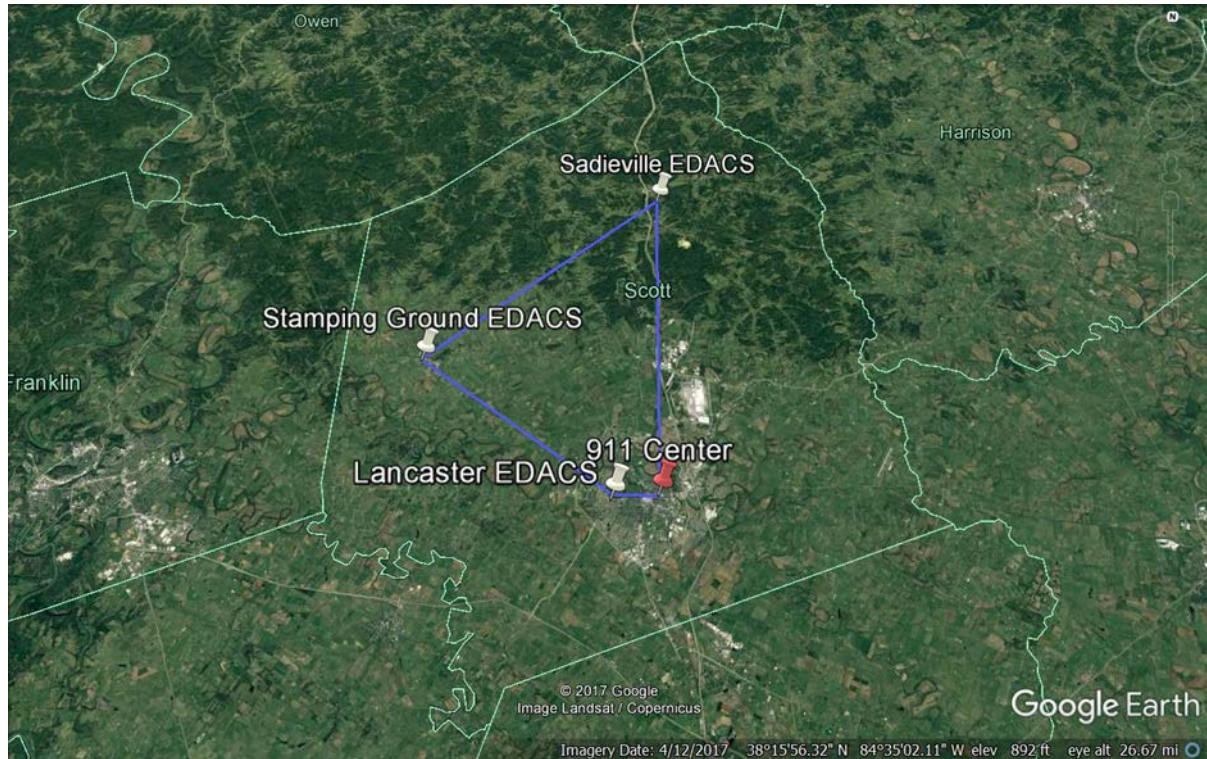 N
Owen
Harrison
Sadieville EDACS
Scott
Stamping Ground EDACS
Franklin
911 Center
Lancaster EDACS
© 2017 Google
Image Landsat / Copernicus
Google Earth
Imagery Date: 4/12/2017 38°15'56.32" N 84°35'02.11" W elev 892 ft eye alt 26.67 mi